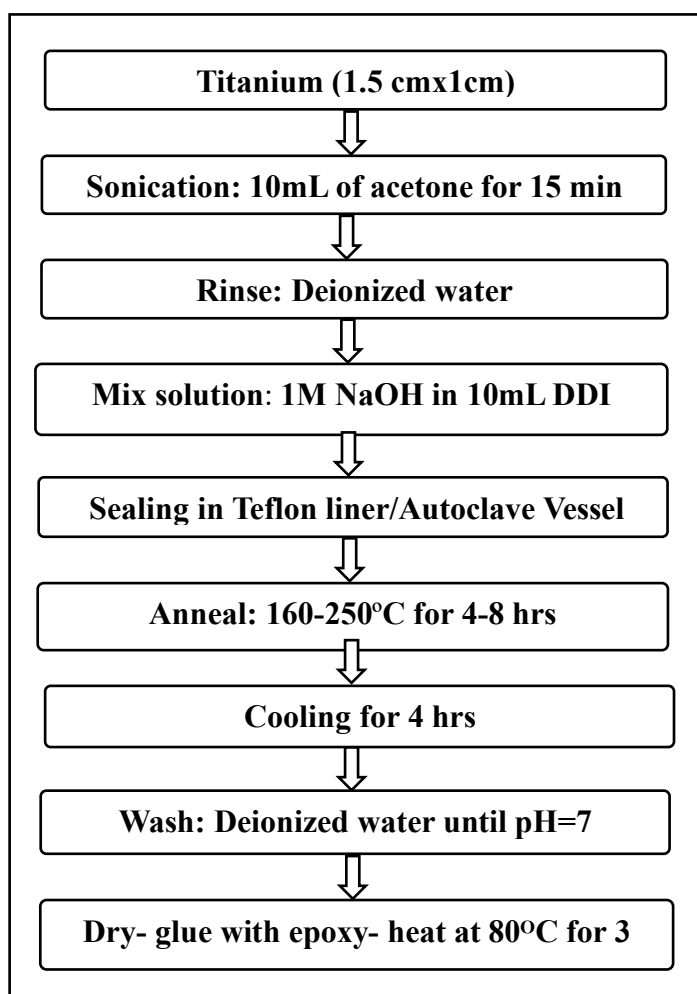 Titanium (1.5 cmx1cm)
Sonication: 10mL of acetone for 15 min
Rinse: Deionized water
Mix solution: 1M NaOH in 10mL DDI
Sealing in Teflon liner/Autoclave Vessel
Anneal: 160-250ºC for 4-8 hrs
Cooling for 4 hrs
Wash: Deionized water until pH=7
Dry- glue with epoxy- heat at 80ᴼC for 3